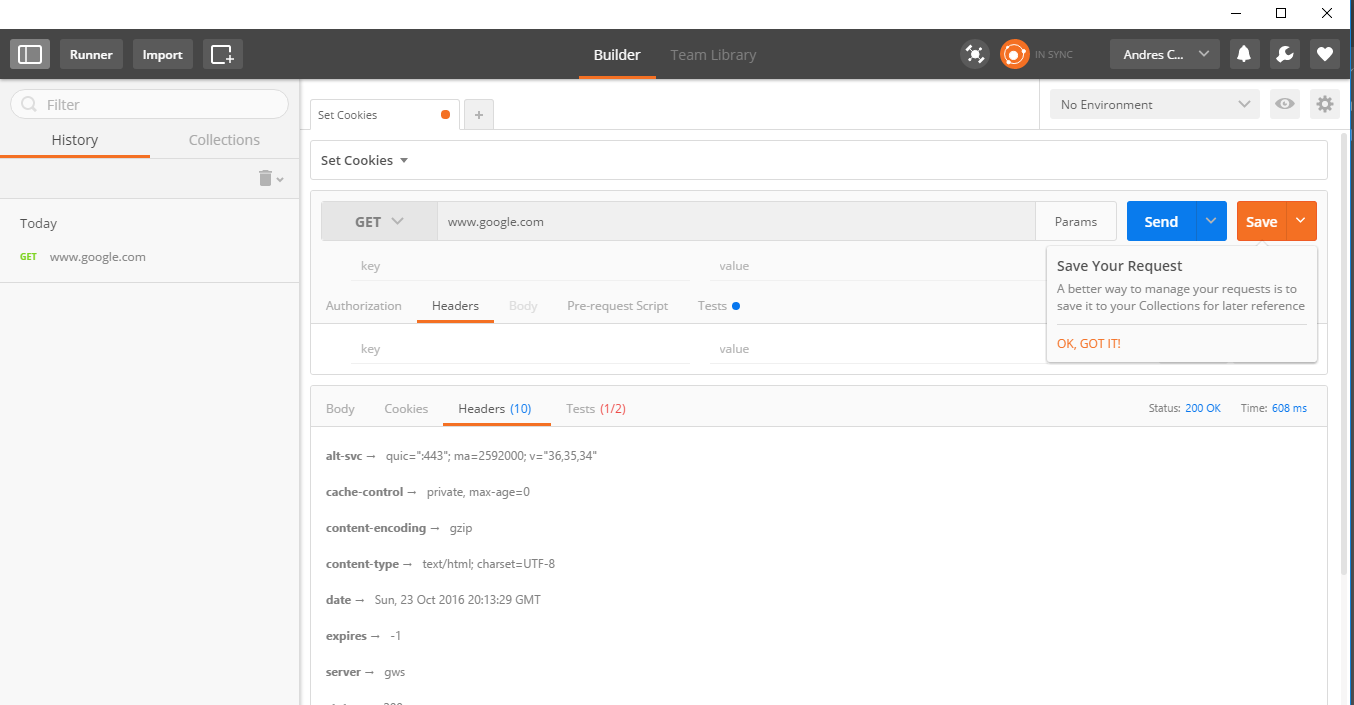 Runner
Import
Builder
Team Library
IN SYNC
Andres C...
Filter
History
Collections
Today
GET www.google.com
Set Cookies
No Environment
Set Cookies
GET
www.google.com
Params
Send
Save
key
value
Save Your Request
A better way to manage your requests is to
save it to your Collections for later reference
OK, GOT IT!
Authorization
Headers
Body
Pre-request Script
Tests
key
value
Body
Cookies
Headers (10)
Tests (1/2)
Status: 200 OK
Time: 608 ms
alt-svc → quic=":443"; ma=2592000; v="36,35,34"
cache-control → private, max-age=0
content-encoding → gzip
content-type → text/html; charset=UTF-8
date → Sun, 23 Oct 2016 20:13:29 GMT
expires → -1
server → gws